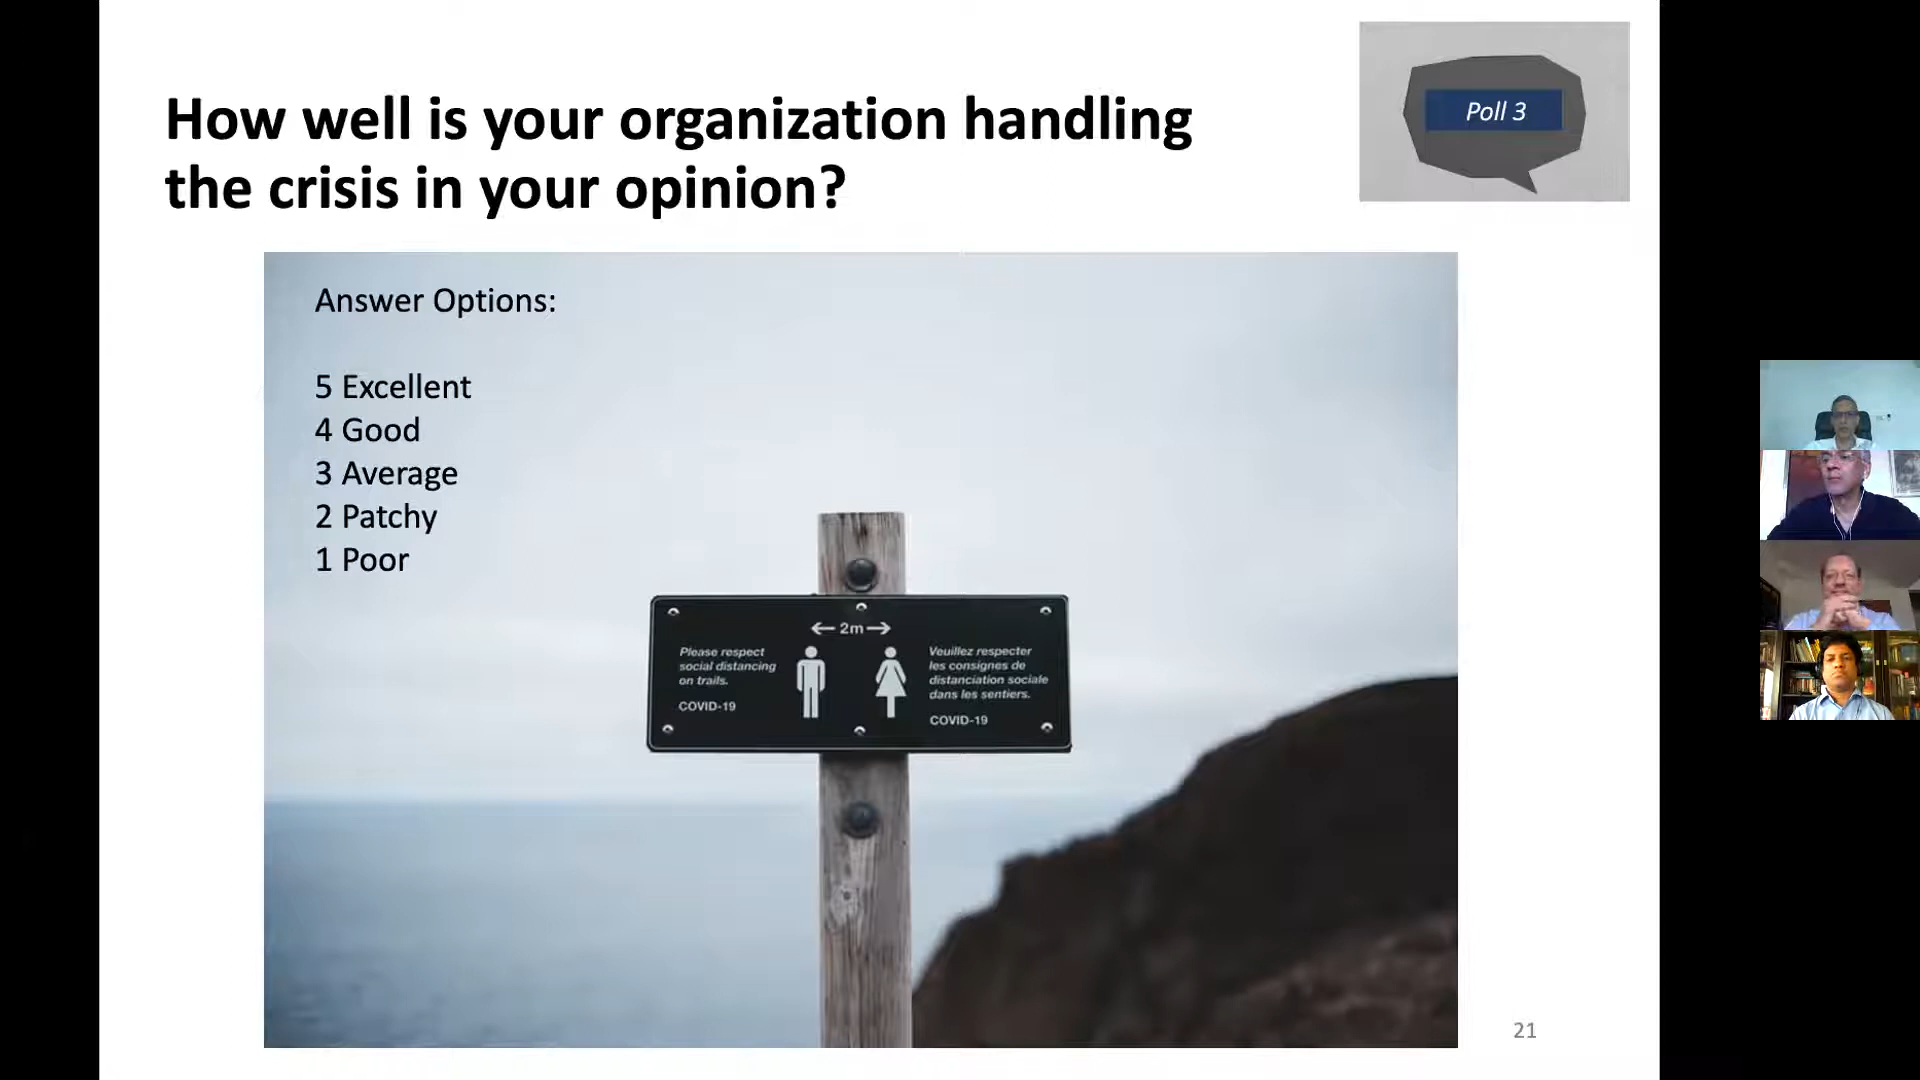 How well is your organization handling
the crisis in your opinion?
Poll 3
Answer Options:
5 Excellent
4 Good
3 Average
2 Patchy
1 Poor
2m
Please respect
social distancing
on trails.
COVID-19
Veuillez respecter
les consignes de
distanciation sociale
dans les sentiers.
COVID-19
21